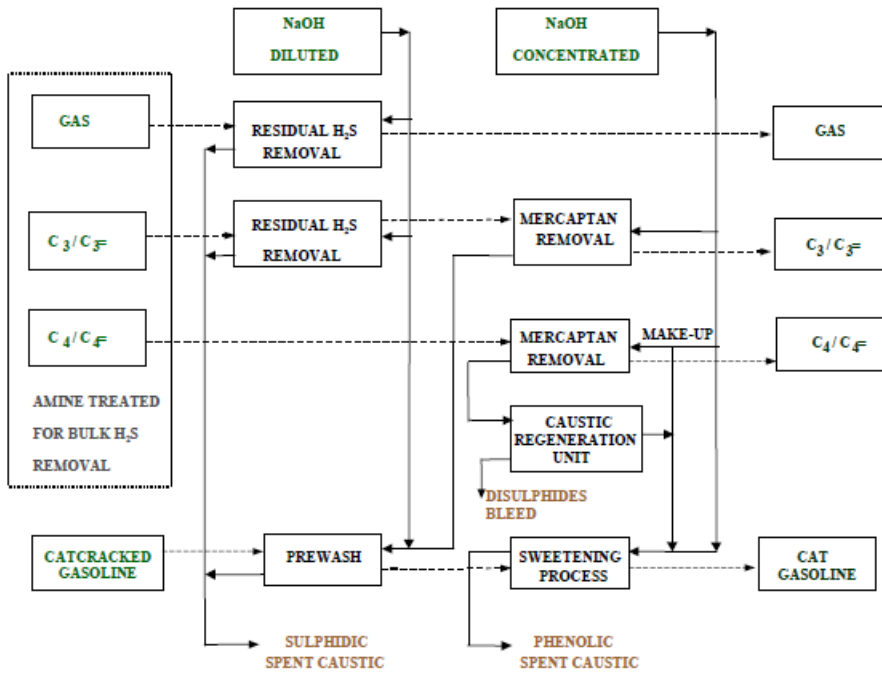 NaOH
DILUTED
NaOH
CONCENTRATED
GAS
RESIDUAL H₂S
REMOVAL
GAS
C₃ / C₃=
RESIDUAL H₂S
REMOVAL
MERCAPTAN
REMOVAL
C₃ / C₃=
C₄ / C₄=
MERCAPTAN
REMOVAL
MAKE-UP
C₄ / C₄=
AMINE TREATED
FOR BULK H₂S
REMOVAL
CAUSTIC
REGENERATION
UNIT
DISULPHIDES
BLEED
CATCRACKED
GASOLINE
PREWASH
SWEETENING
PROCESS
CAT
GASOLINE
SULPHIDIC
SPENT CAUSTIC
PHENOLIC
SPENT CAUSTIC